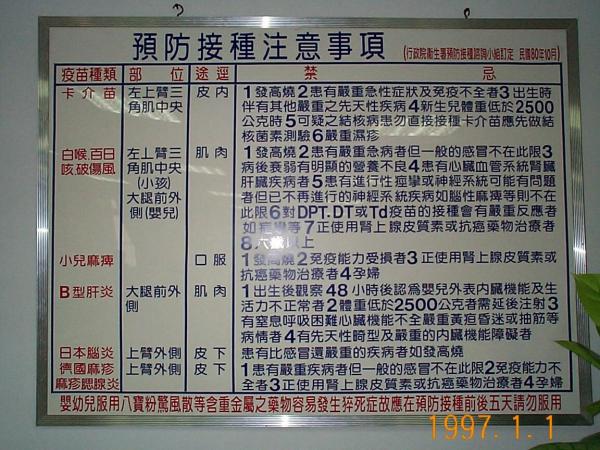 預防接種注意事項
(行政院衛生署預防接種諮詢小組訂定 民國80年10月)
疫苗種類 部位 途逕 禁忌
卡介苗 左上臂三 皮內 1發高燒2患有嚴重急性症狀及免疫不全者3出生時
角肌中央 伴有其他嚴重之先天性疾病4新生兒體重低於2500
公克時5可疑之結核病患勿直接接種卡介苗應先做結
核菌素測驗6嚴重濕疹
白喉百日 左上臂三 肌肉 1發高燒2患有嚴重急病者但一般的感冒不在此限3
咳破傷風 角肌中央 病後衰弱有明顯的營養不良4患有心臟血管系統腎臟
(小孩) 肝臟疾病者5患有進行性痙攣或神經系統可能有問題
大腿前外 者但已不再進行的神經系統疾病如腦性麻痺等則不在
側(嬰兒) 此限6對DPT.DT或Td疫苗的接種會有嚴重反應者
如 等7正使用腎上腺皮質素或抗癌藥物治療者
8六歲以上
小兒麻痺 口服 1發高燒2免疫能力受損者3正使用腎上腺皮質素或
抗癌藥物治療者4孕婦
B型肝炎 大腿前外 肌肉 1出生後觀察48小時後認為嬰兒外表內臟機能及生
側 活力不正常者2體重低於2500公克者需延後注射3
有窒息呼吸困難心臟機能不全嚴重黃疸昏迷或抽筋等
病情者4有先天性畸型及嚴重的內臟機能障礙者
日本腦炎 上臂外側 皮下 患有比感冒還嚴重的疾病者如發高燒
德國麻疹 上臂外側 皮下 1患有嚴重疾病者但一般的感冒不在此限2免疫能力不
麻疹腮腺炎 全者3正使用腎上腺皮質素或抗癌藥物治療者4孕婦
嬰幼兒服用八寶粉驚風散等含重金屬之藥物容易發生猝死症故應在預防接種前後五天請勿服用
1997. 1. 1